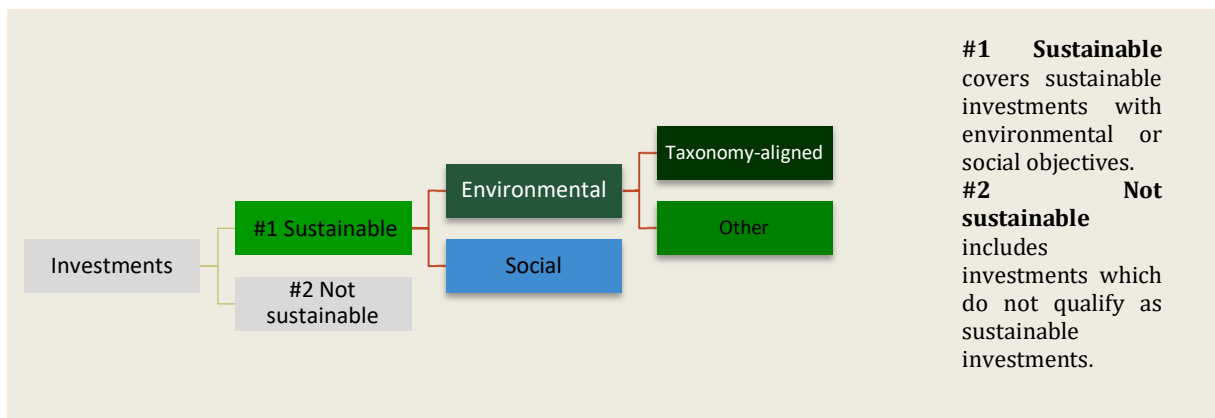 Investments
#1 Sustainable
#2 Not
sustainable
Environmental
Social
Taxonomy-aligned
Other
#1 Sustainable
covers sustainable
investments with
environmental or
social objectives.
#2 Not
sustainable
includes
investments which
do not qualify as
sustainable
investments.